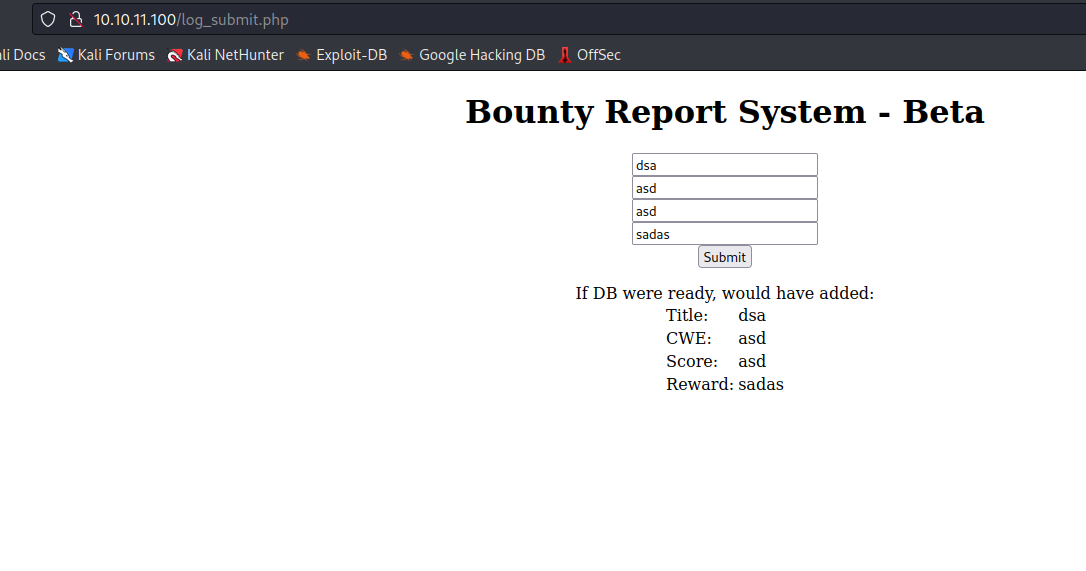 10.10.11.100/log_submit.php
li Docs Kali Forums Kali NetHunter Exploit-DB Google Hacking DB OffSec
Bounty Report System - Beta
dsa
asd
asd
sadas
Submit
If DB were ready, would have added:
Title: dsa
CWE: asd
Score: asd
Reward: sadas